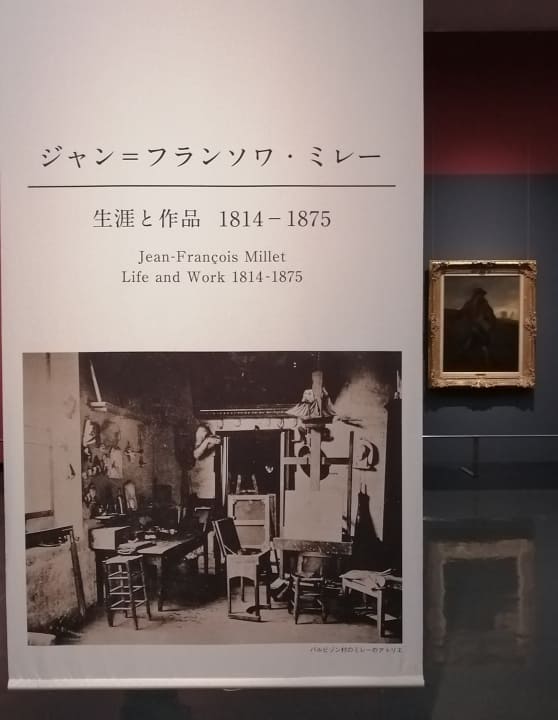 ジャン＝フランソワ・ミレー
生涯と作品 1814－1875
Jean-François Millet
Life and Work 1814-1875
バルビゾン村のミレーのアトリエ